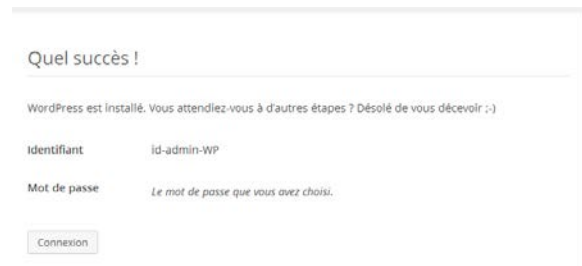 Quel succès !
WordPress est installé. Vous attendiez-vous à d'autres étapes ? Désolé de vous décevoir ;-)
Identifiant id-admin-WP
Mot de passe Le mot de passe que vous avez choisi.
Connexion